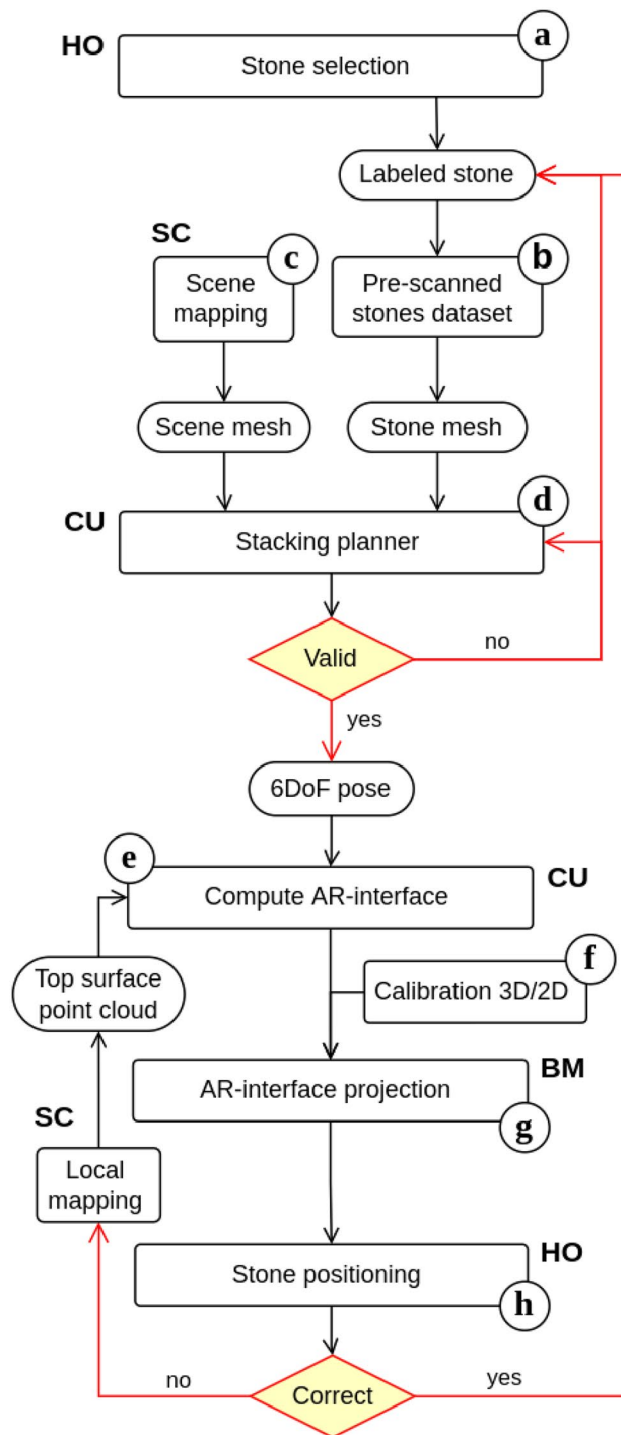 a
HO
Stone selection
Labeled stone
SC
c
b
Scene
mapping
Pre-scanned
stones dataset
Scene mesh
Stone mesh
d
CU
Stacking planner
Valid
no
yes
6DoF pose
e
CU
Compute AR-interface
f
Top surface
point cloud
Calibration 3D/2D
BM
AR-interface projection
g
SC
Local
mapping
HO
Stone positioning
h
no
Correct
yes